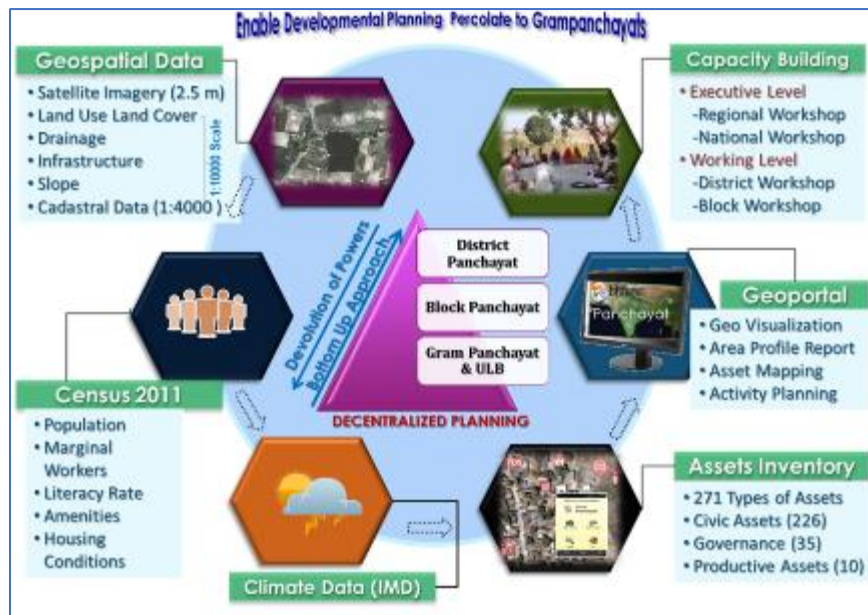 Enable Developmental Planning Percolate to Grampanchayats
Geospatial Data
• Satellite Imagery (2.5 m)
• Land Use Land Cover
• Drainage
• Infrastructure
• Slope
• Cadastral Data (1:4000 )
1:10000 Scale
Capacity Building
• Executive Level
-Regional Workshop
-National Workshop
• Working Level
-District Workshop
-Block Workshop
Devolution of Powers
Bottom Up Approach
District
Panchayat
Block Panchayat
Gram Panchayat
& ULB
DECENTRALIZED PLANNING
Panchayat
Geoportal
• Geo Visualization
• Area Profile Report
• Asset Mapping
• Activity Planning
Census 2011
• Population
• Marginal
Workers
• Literacy Rate
• Amenities
• Housing
Conditions
Climate Data (IMD)
Assets Inventory
• 271 Types of Assets
• Civic Assets (226)
• Governance (35)
• Productive Assets (10)